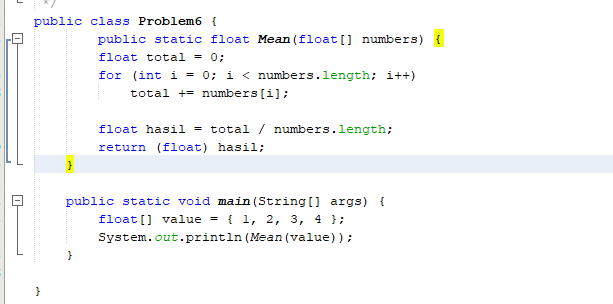 */
public class Problem6 {
public static float Mean(float[] numbers) {
float total = 0;
for (int i = 0; i < numbers.length; i++)
total += numbers[i];
float hasil = total / numbers.length;
return (float) hasil;
}
public static void main(String[] args) {
float[] value = { 1, 2, 3, 4 };
System.out.println(Mean(value));
}
}